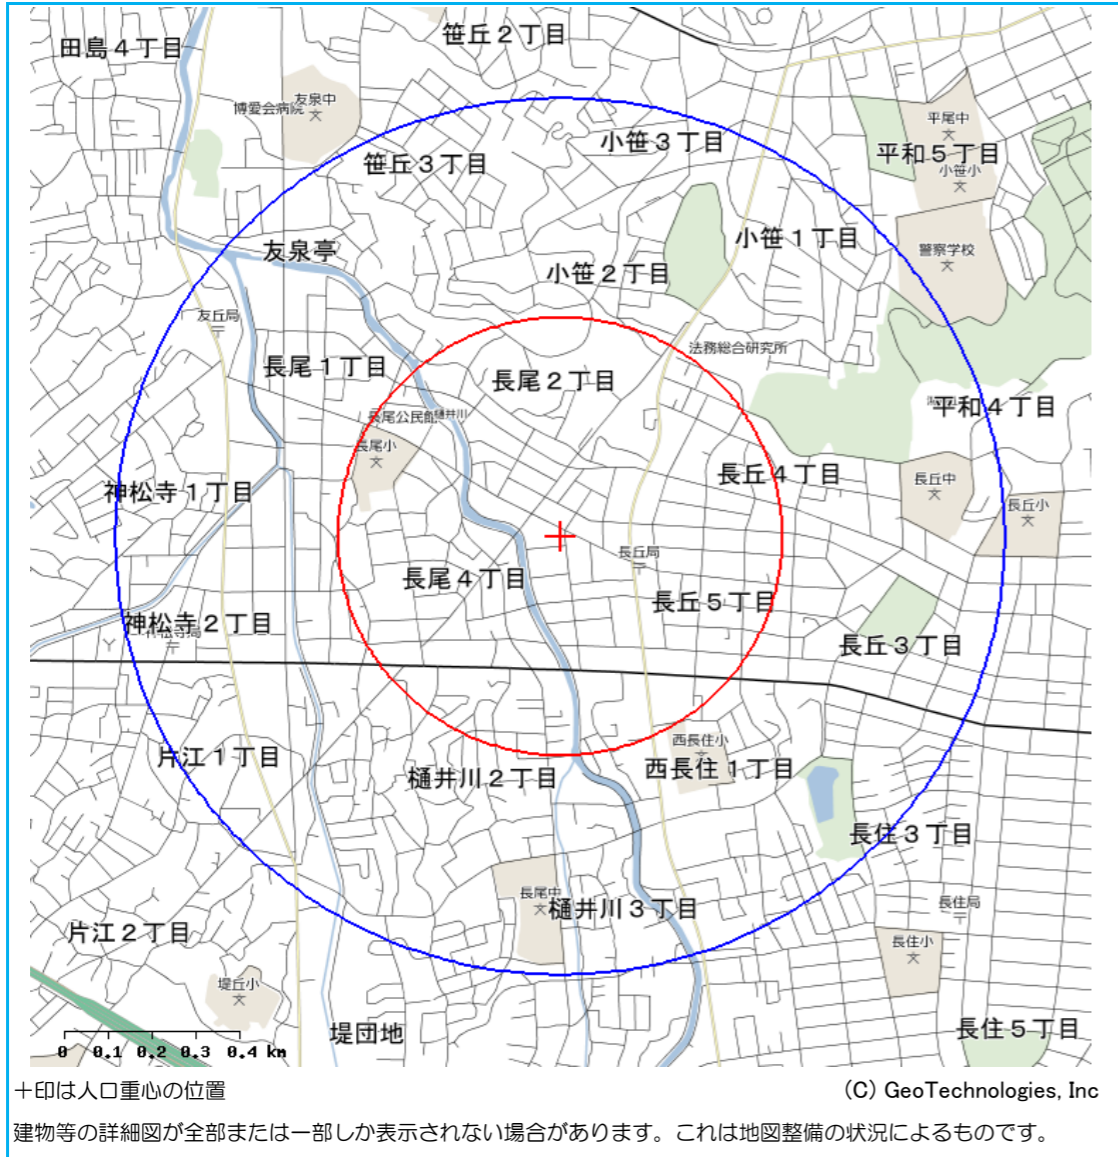 笹丘２丁目
田島４丁目
友泉中
博愛会病院
平尾中
小笹３丁目
平和５丁目
笹丘３丁目
小笹小
小笹１丁目
友泉亭
警察学校
小笹２丁目
友丘局
法務総合研究所
長尾１丁目
長尾２丁目
平和４丁目
長尾公民館
樋井川
長尾小
長丘４丁目
長丘中
神松寺１丁目
長丘小
長丘局
長尾４丁目
長丘５丁目
神松寺２丁目
神松寺局
長丘３丁目
西長住小
片江１丁目
西長住１丁目
樋井川２丁目
長住３丁目
長尾中
長住局
樋井川３丁目
片江２丁目
長住小
堤丘小
堤団地
長住５丁目
0 0.1 0.2 0.3 0.4 km
＋印は人口重心の位置
(C) GeoTechnologies, Inc
建物等の詳細図が全部または一部しか表示されない場合があります。これは地図整備の状況によるものです。